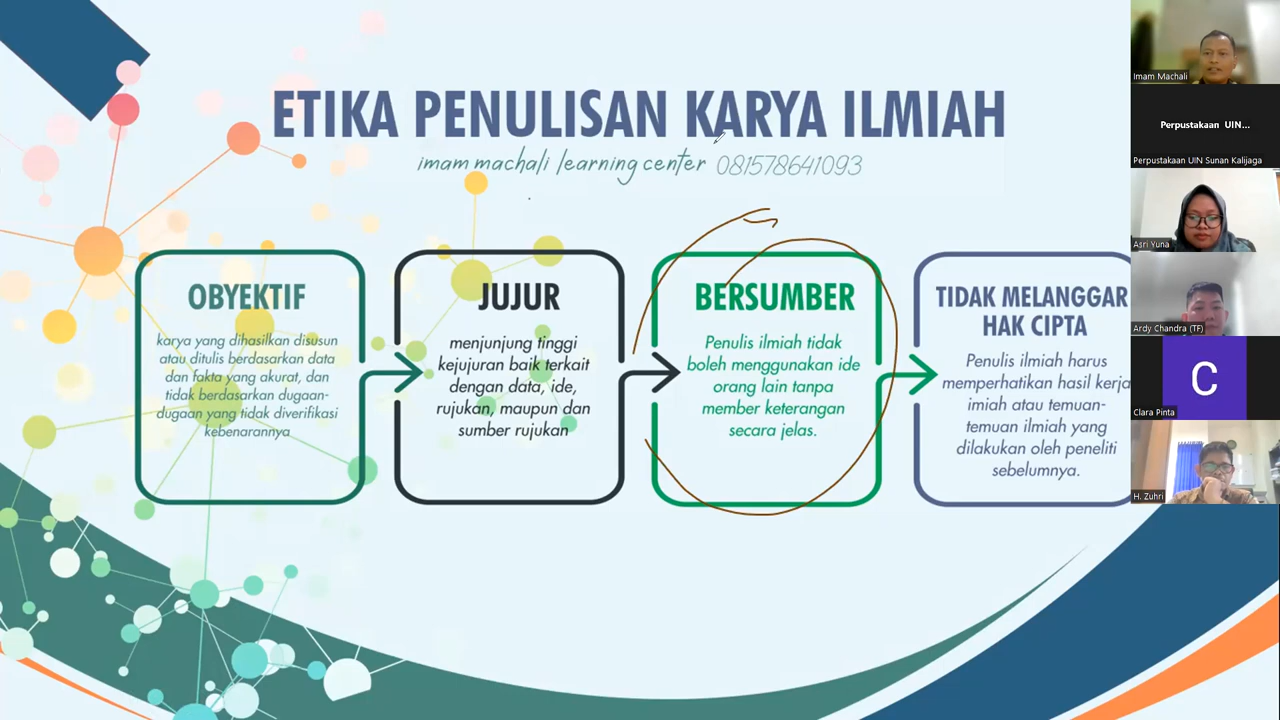 ETIKA PENULISAN KARYA ILMIAH
imam machali learning center 081578641093
OBYEKTIF
karya yang dihasilkan disusun
atau ditulis berdasarkan data
dan fakta yang akurat, dan
tidak berdasarkan dugaan-
dugaan yang tidak diverifikasi
kebenarannya
JUJUR
menjunjung tinggi
kejujuran baik terkait
dengan data, ide,
rujukan, maupun dan
sumber rujukan
BERSUMBER
Penulis ilmiah tidak
boleh menggunakan ide
orang lain tanpa
member keterangan
secara jelas.
TIDAK MELANGGAR
HAK CIPTA
Penulis ilmiah harus
memperhatikan hasil kerja
imiah atau temuan-
temuan ilmiah yang
dilakukan oleh peneliti
sebelumnya.
Imam Machali
Perpustakaan UIN...
Perpustakaan UIN Sunan Kalijaga
Asri Yuna
Ardy Chandra (TF)
C
Clara Pinta
H. Zuhri